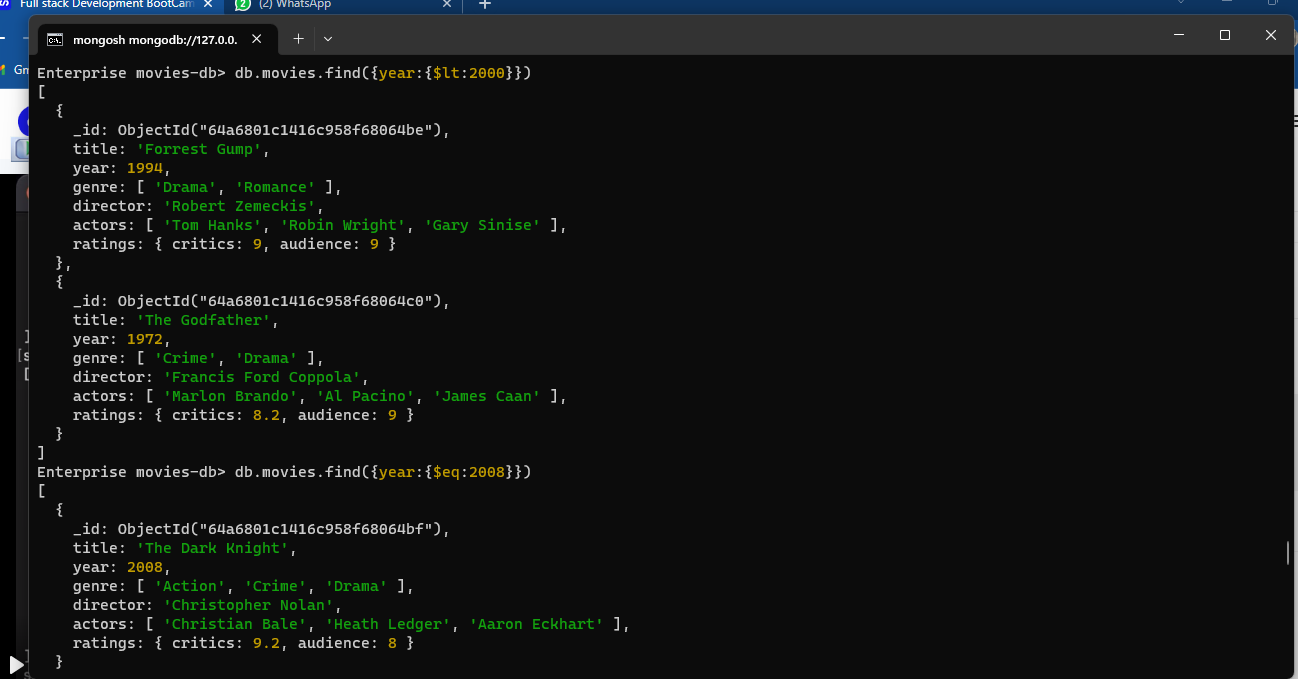 Full stack Development BootCam
2 (2) WhatsApp
mongosh mongodb://127.0.0.
Gm
Enterprise movies-db> db.movies.find({year:{$lt:2000}})
[
  {
    _id: ObjectId("64a6801c1416c958f68064be"),
    title: 'Forrest Gump',
    year: 1994,
    genre: [ 'Drama', 'Romance' ],
    director: 'Robert Zemeckis',
    actors: [ 'Tom Hanks', 'Robin Wright', 'Gary Sinise' ],
    ratings: { critics: 9, audience: 9 }
  },
  {
    _id: ObjectId("64a6801c1416c958f68064c0"),
    title: 'The Godfather',
    year: 1972,
    genre: [ 'Crime', 'Drama' ],
    director: 'Francis Ford Coppola',
    actors: [ 'Marlon Brando', 'Al Pacino', 'James Caan' ],
    ratings: { critics: 8.2, audience: 9 }
  }
]
Enterprise movies-db> db.movies.find({year:{$eq:2008}})
[
  {
    _id: ObjectId("64a6801c1416c958f68064bf"),
    title: 'The Dark Knight',
    year: 2008,
    genre: [ 'Action', 'Crime', 'Drama' ],
    director: 'Christopher Nolan',
    actors: [ 'Christian Bale', 'Heath Ledger', 'Aaron Eckhart' ],
    ratings: { critics: 9.2, audience: 8 }
  }